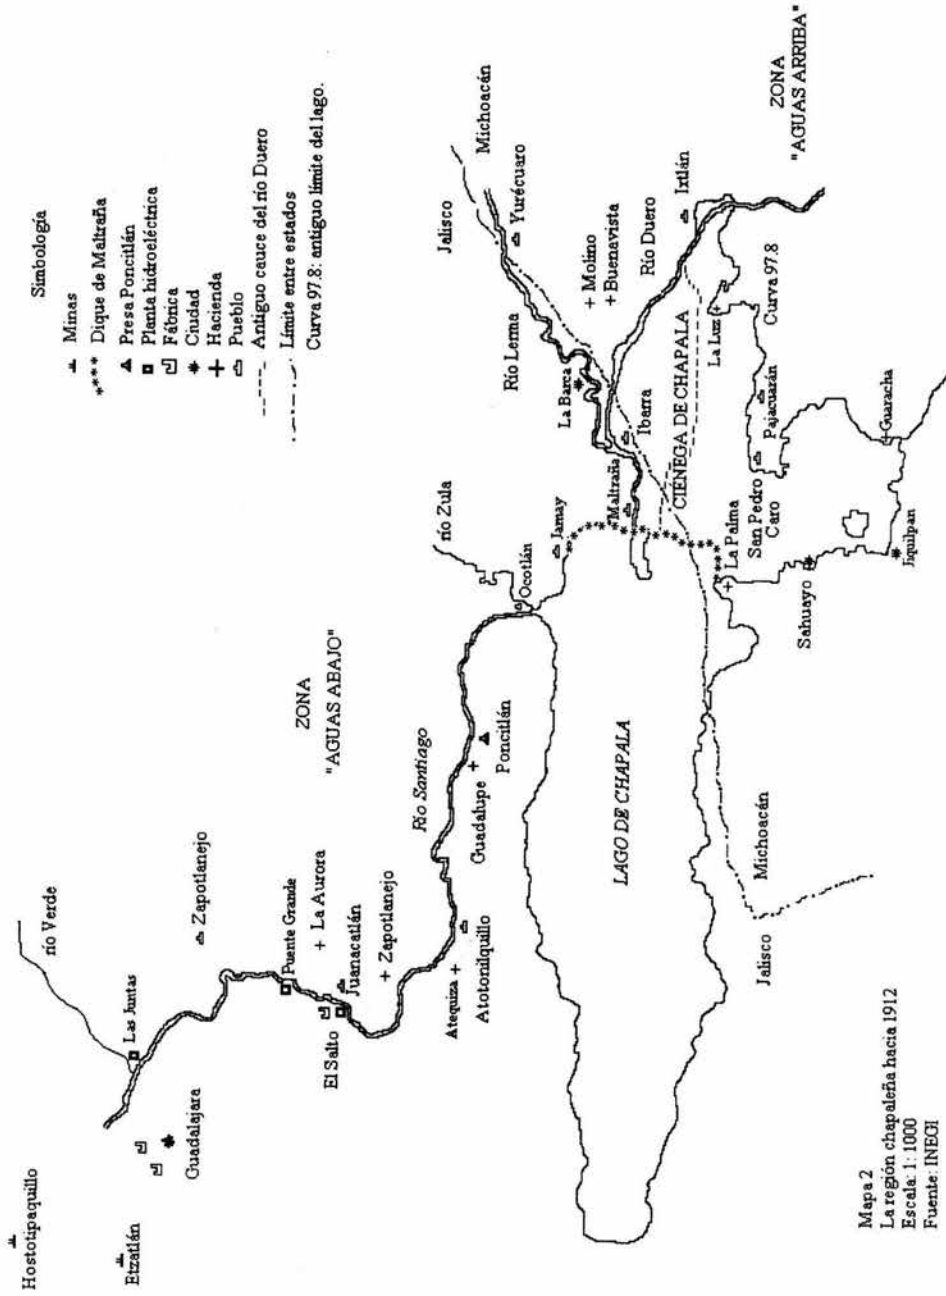 Simbología
Minas
Dique de Maltraña
Presa Poncitlán
Planta hidroeléctrica
Fábrica
Ciudad
Hacienda
Pueblo
Antiguo cauce del río Duero
Límite entre estados
Curva 97.8: antiguo límite del lago.
Hostotipaquillo
Etzatlán
Guadalajara
Las Juntas
río Verde
Zapotlanejo
Puente Grande
La Aurora
El Salto
Juanacatlán
Zapotlanejo
Atequiza
Atotonilquillo
Río Santiago
Guadalupe
Poncitlán
ZONA
"AGUAS ABAJO"
río Zula
Ocotlán
Jamay
Maltraña
La Barca
Ibarra
Río Lerma
Jalisco
Michoacán
Yurécuaro
Molino
Buenavista
Río Duero
Ixtlán
ZONA
"AGUAS ARRIBA"
CIENEGA DE CHAPALA
La Luz
Curva 97.8
Pajacuarán
San Pedro
Caro
La Palma
Guaracha
Sahuayo
Jiquilpan
LAGO DE CHAPALA
Michoacán
Jalisco
Mapa 2
La región chapaleña hacia 1912
Escala: 1: 1000
Fuente: INEGI